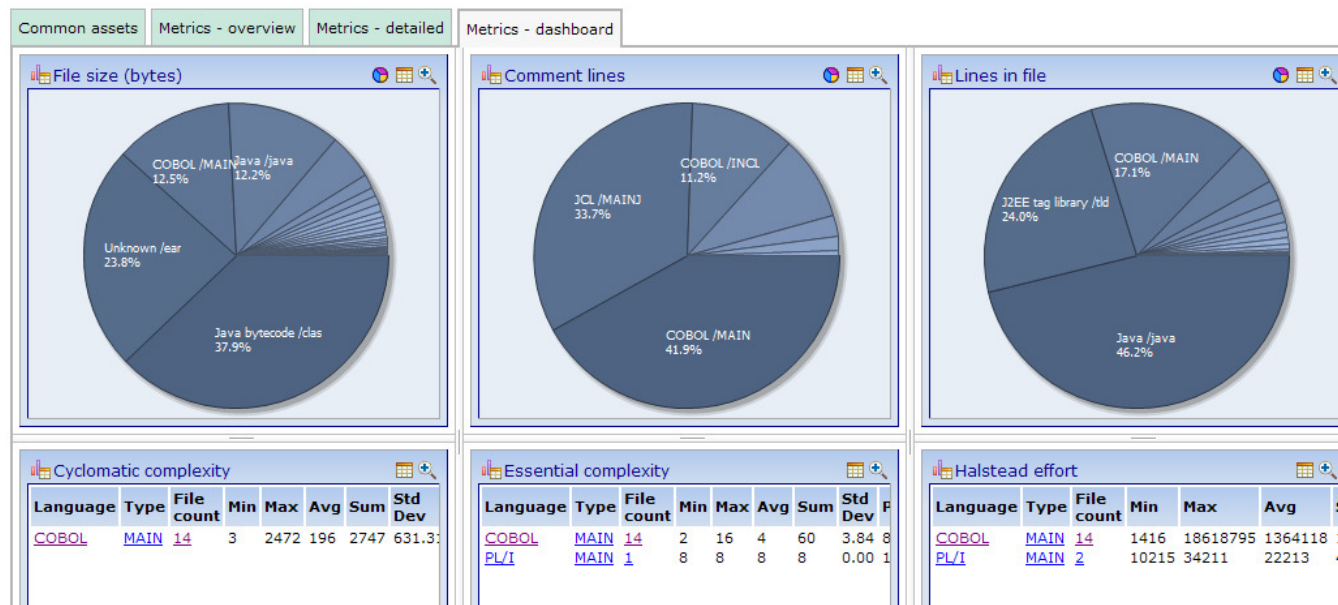 Common assets
Metrics - overview
Metrics - detailed
Metrics - dashboard
File size (bytes)
COBOL /MAIN
12.5%
Java /java
12.2%
Unknown /ear
23.8%
Java bytecode /clas
37.9%
Comment lines
COBOL /INCL
11.2%
JCL /MAINJ
33.7%
COBOL /MAIN
41.9%
Lines in file
COBOL /MAIN
17.1%
J2EE tag library /tld
24.0%
Java /java
46.2%
Cyclomatic complexity
Language Type File count Min Max Avg Sum Std Dev
COBOL MAIN 14 3 2472 196 2747 631.31
Essential complexity
Language Type File count Min Max Avg Sum Std Dev
COBOL MAIN 14 2 16 4 60 3.84 8
PL/I MAIN 1 8 8 8 8 0.00 1
Halstead effort
Language Type File count Min Max Avg
COBOL MAIN 14 1416 18618795 1364118
PL/I MAIN 2 10215 34211 22213